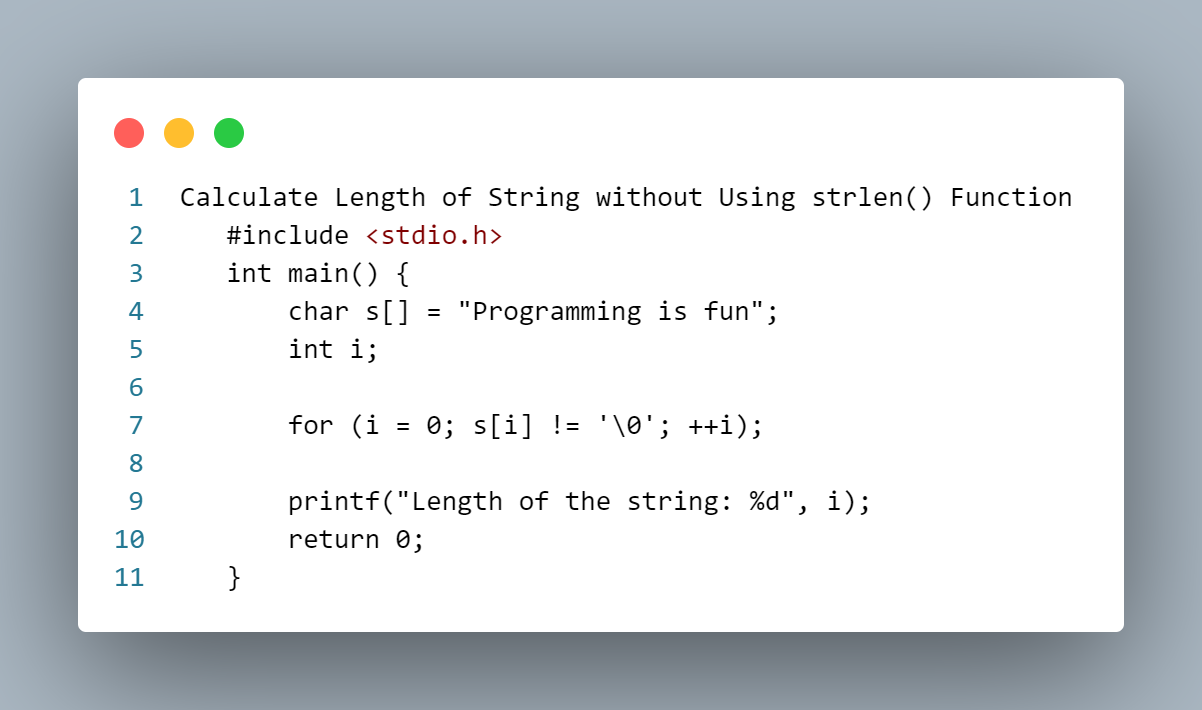 1 Calculate Length of String without Using strlen() Function
2 #include <stdio.h>
3 int main() {
4 char s[] = "Programming is fun";
5 int i;
6
7 for (i = 0; s[i] != '\0'; ++i);
8
9 printf("Length of the string: %d", i);
10 return 0;
11 }